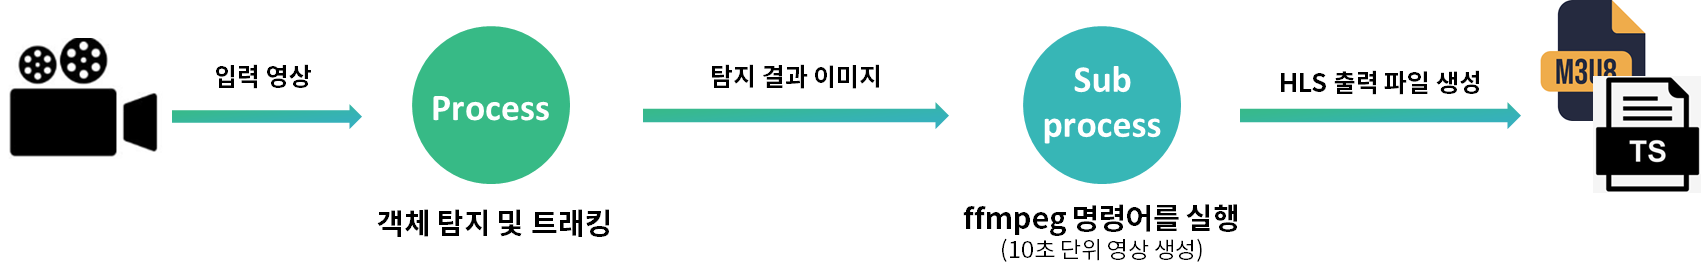 입력 영상
Process
객체 탐지 및 트래킹
탐지 결과 이미지
Sub
process
ffmpeg 명령어를 실행
(10초 단위 영상 생성)
HLS 출력 파일 생성
M3U8
TS